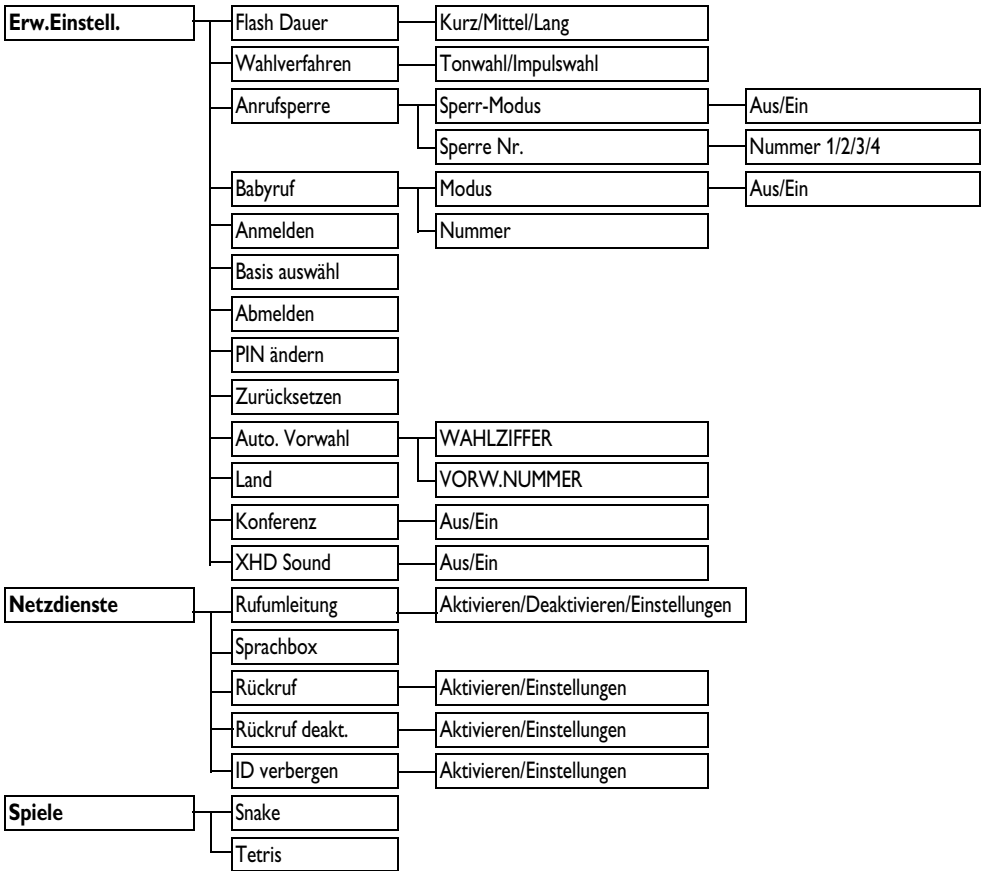 Erw.Einstell. Flash Dauer Kurz/Mittel/Lang
Wahlverfahren Tonwahl/Impulswahl
Anrufsperre Sperr-Modus Aus/Ein
Sperre Nr. Nummer 1/2/3/4
Babyruf Modus Aus/Ein
Anmelden Nummer
Basis auswähl
Abmelden
PIN ändern
Zurücksetzen
Auto. Vorwahl WAHLZIFFER
Land VORW.NUMMER
Konferenz Aus/Ein
XHD Sound Aus/Ein
Netzdienste Rufumleitung Aktivieren/Deaktivieren/Einstellungen
Sprachbox
Rückruf Aktivieren/Einstellungen
Rückruf deakt. Aktivieren/Einstellungen
ID verbergen Aktivieren/Einstellungen
Spiele Snake
Tetris